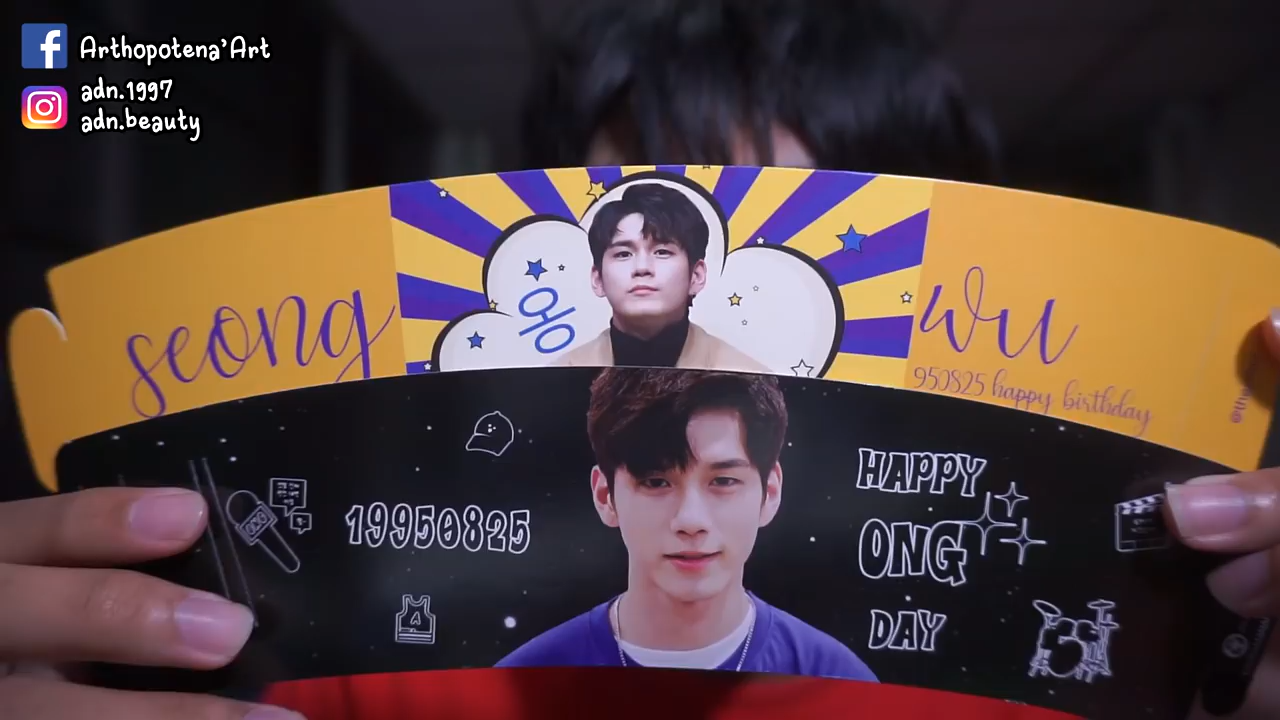 Arthopotena'Art
adn.1997
adn.beauty
seong
옹
wu
950825 happy birthday
19950825
HAPPY
ONG
DAY
A